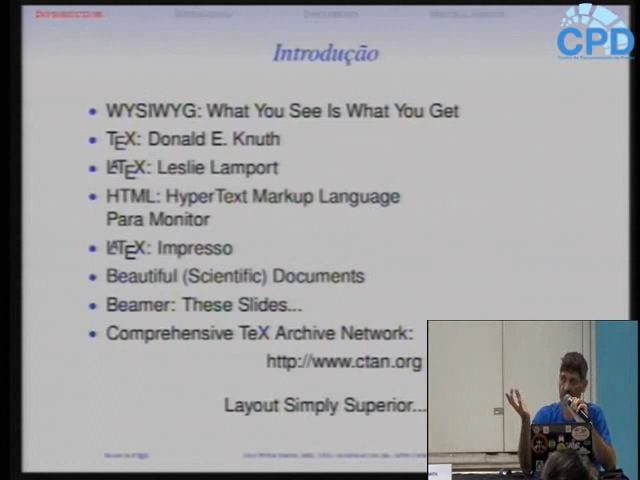 INTRODUCTION
CPD
Introdução
WYSIWYG: What You See Is What You Get
TEX: Donald E. Knuth
LATEX: Leslie Lamport
HTML: HyperText Markup Language
Para Monitor
LATEX: Impresso
Beautiful (Scientific) Documents
Beamer: These Slides...
Comprehensive TeX Archive Network:
http://www.ctan.org
Layout Simply Superior...